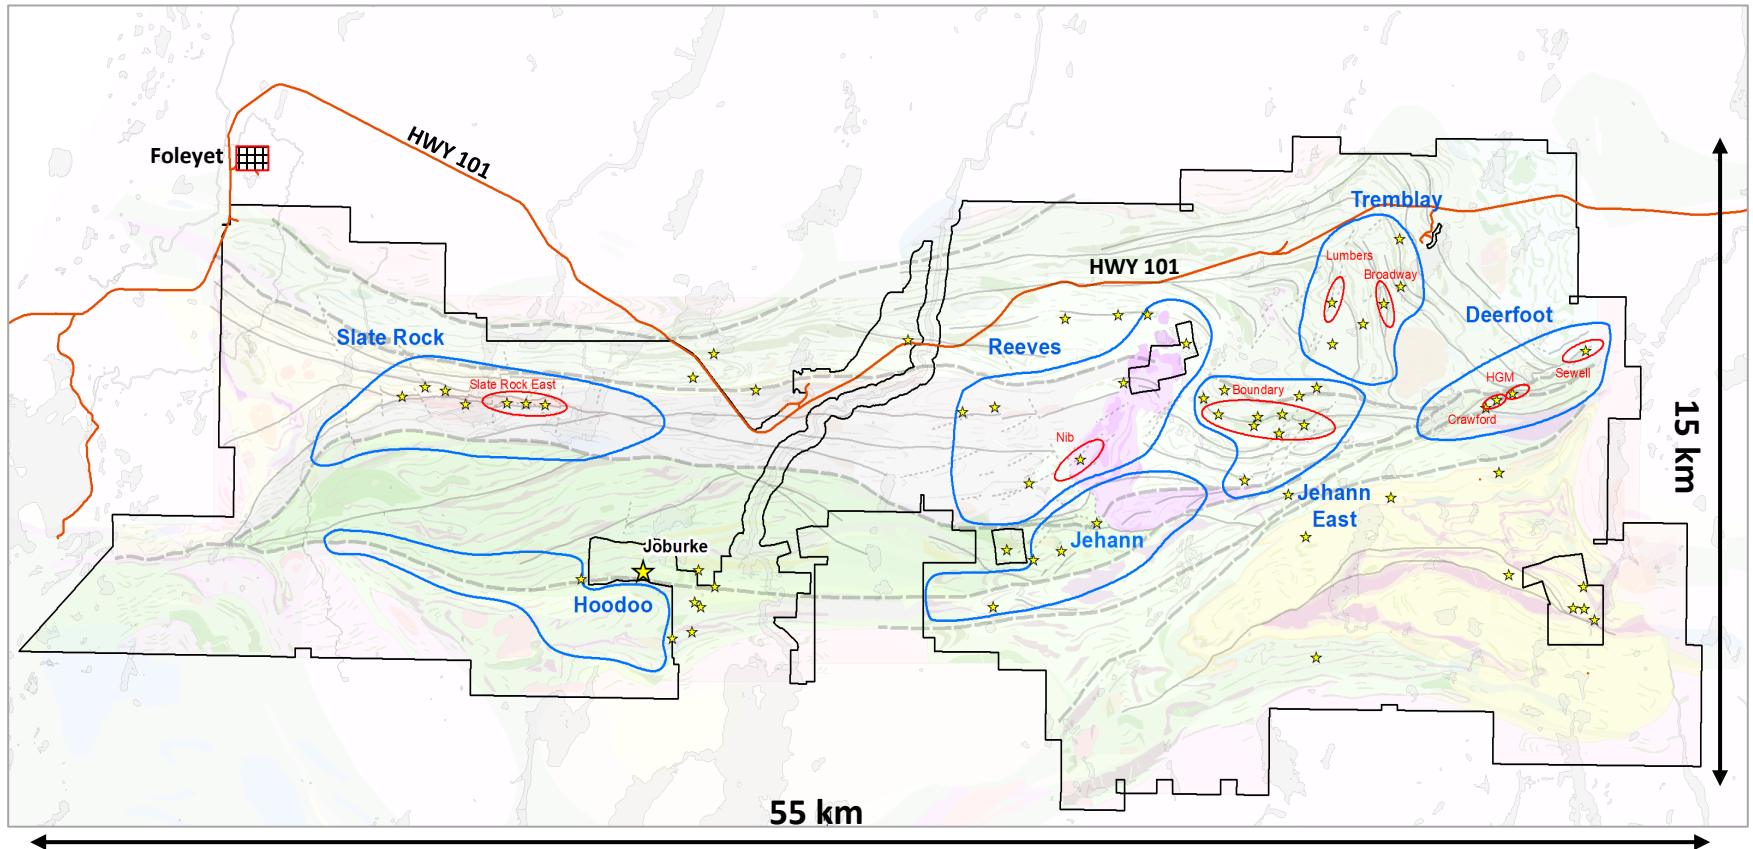 Foleyet
HWY 101
Tremblay
Lumbers
Broadway
HWY 101
Deerfoot
Slate Rock
Reeves
Slate Rock East
Sewell
HGM
Boundary
Crawford
Nib
15 km
Jehann
East
Jehann
Joburke
Hoodoo
55 km